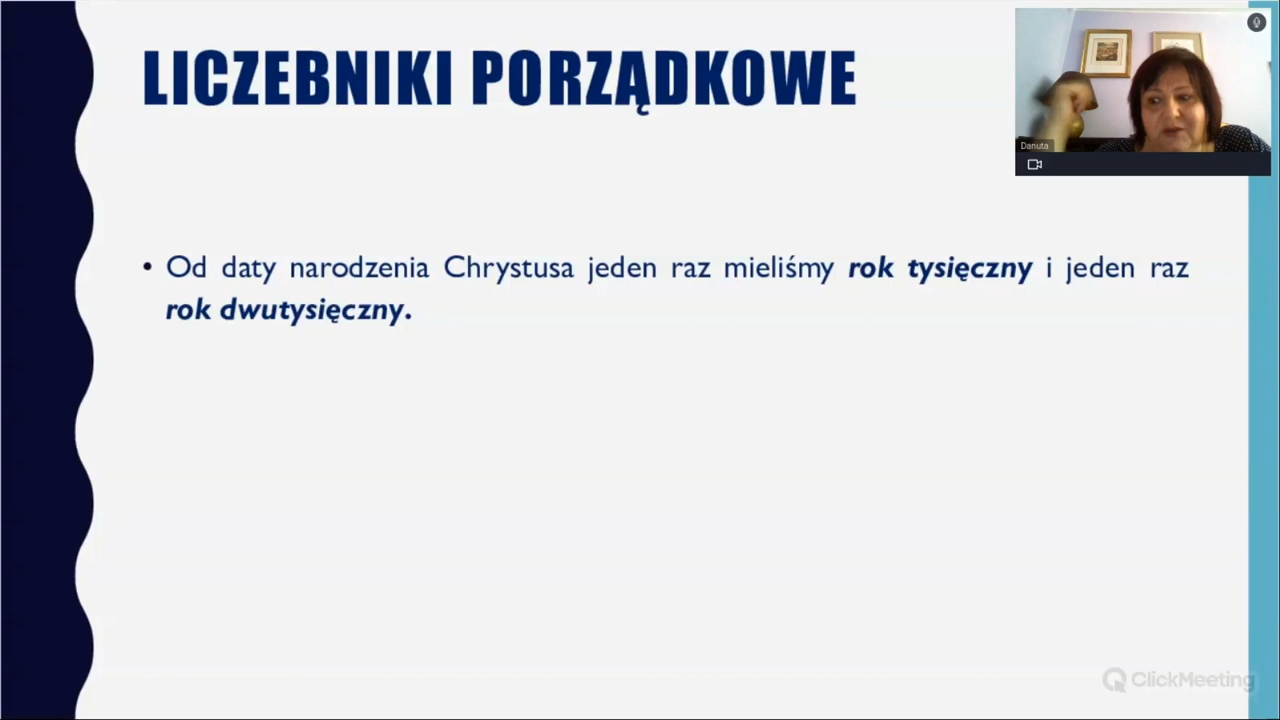 LICZEBNIKI PORZĄDKOWE
Danuta
• Od daty narodzenia Chrystusa jeden raz mieliśmy rok tysięczny i jeden raz
rok dwutysięczny.
ClickMeeting